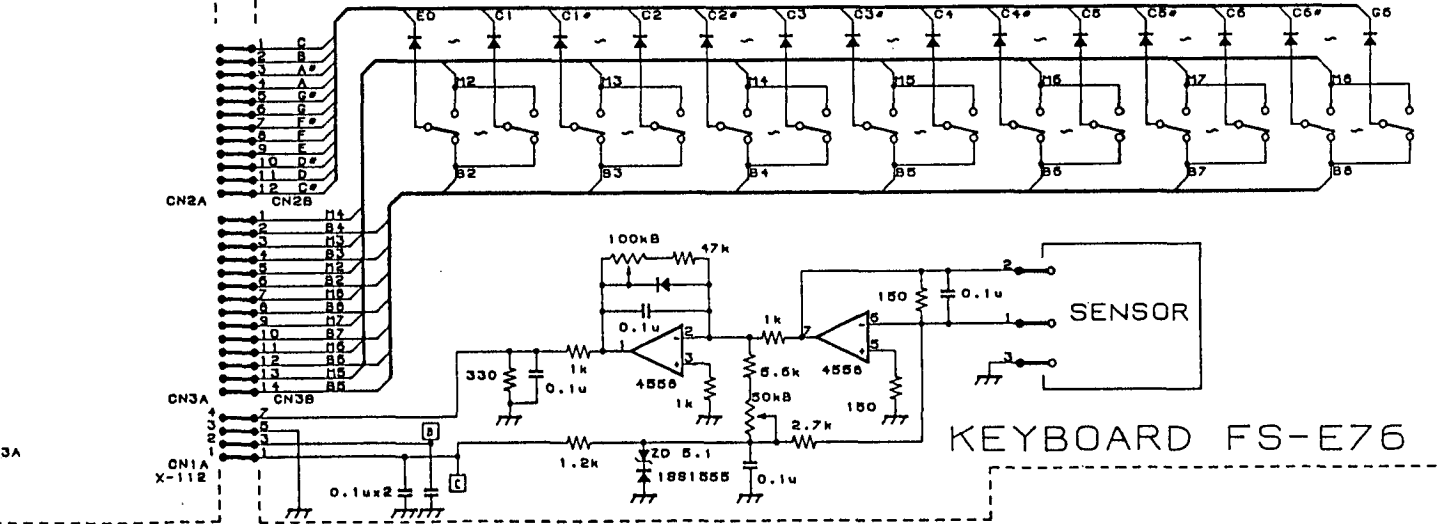 E0 C1 C1# C2 C2# C3 C3# C4 C4# C5 C5# C6 C6# G6
1 C
2 B
3 A#
4 A
5 G#
6 G
7 F#
8 F
9 E
10 D#
11 D
12 C#
CN2A CN2B
M2 M3 M4 M5 M6 M7 M8
B2 B3 B4 B5 B6 B7 B8
1 M4
2 B4
3 M3
4 B3
5 M2
6 B2
7 M8
8 B8
9 M7
10 B7
11 M6
12 B6
13 M5
14 B5
CN3A CN3B
100kB 47k
0.1u
2
1
3
4558
1k
1k
1k
330
0.1u
7
6
5
4558
150
0.1u
150
2
1
3
SENSOR
5.6k
50kB
2.7k
4 7
3 5
2 3
1 1
CN1A
X-112
3A
B
C
0.1ux2
1.2k
ZD 5.1
1SS1555
0.1u
KEYBOARD FS-E76